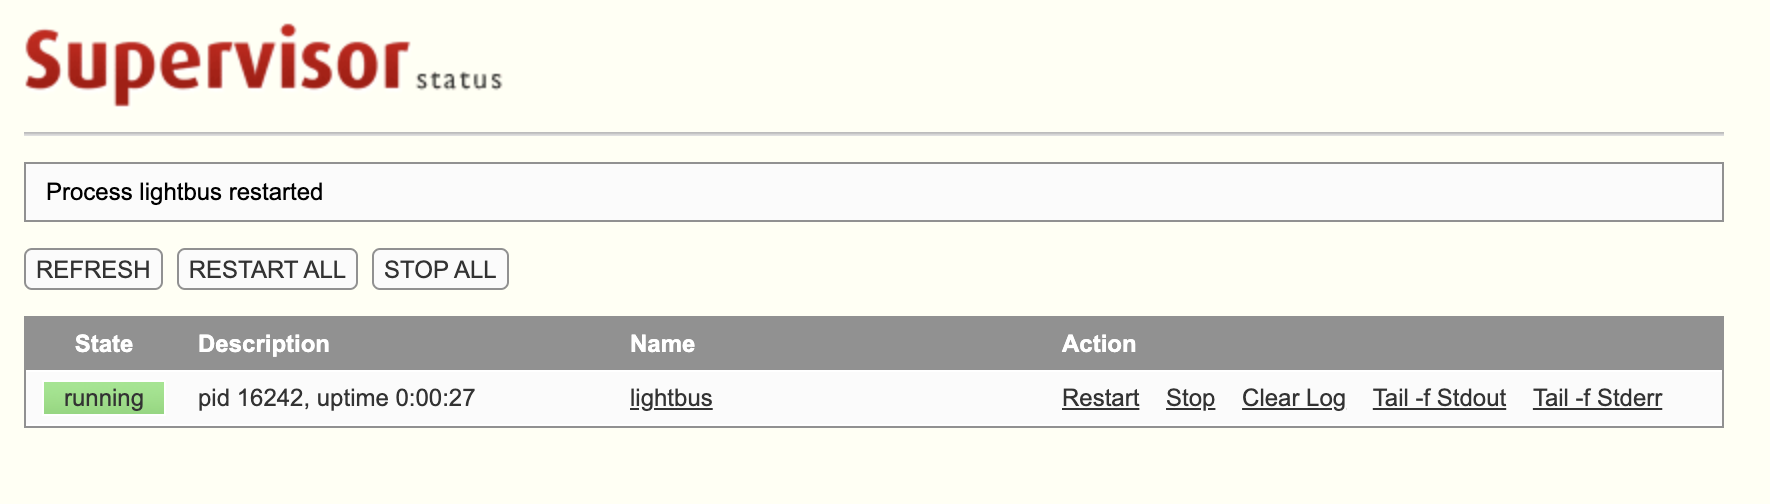 Supervisor status
Process lightbus restarted
REFRESH RESTART ALL STOP ALL
State Description Name Action
running pid 16242, uptime 0:00:27 lightbus Restart Stop Clear Log Tail -f Stdout Tail -f Stderr